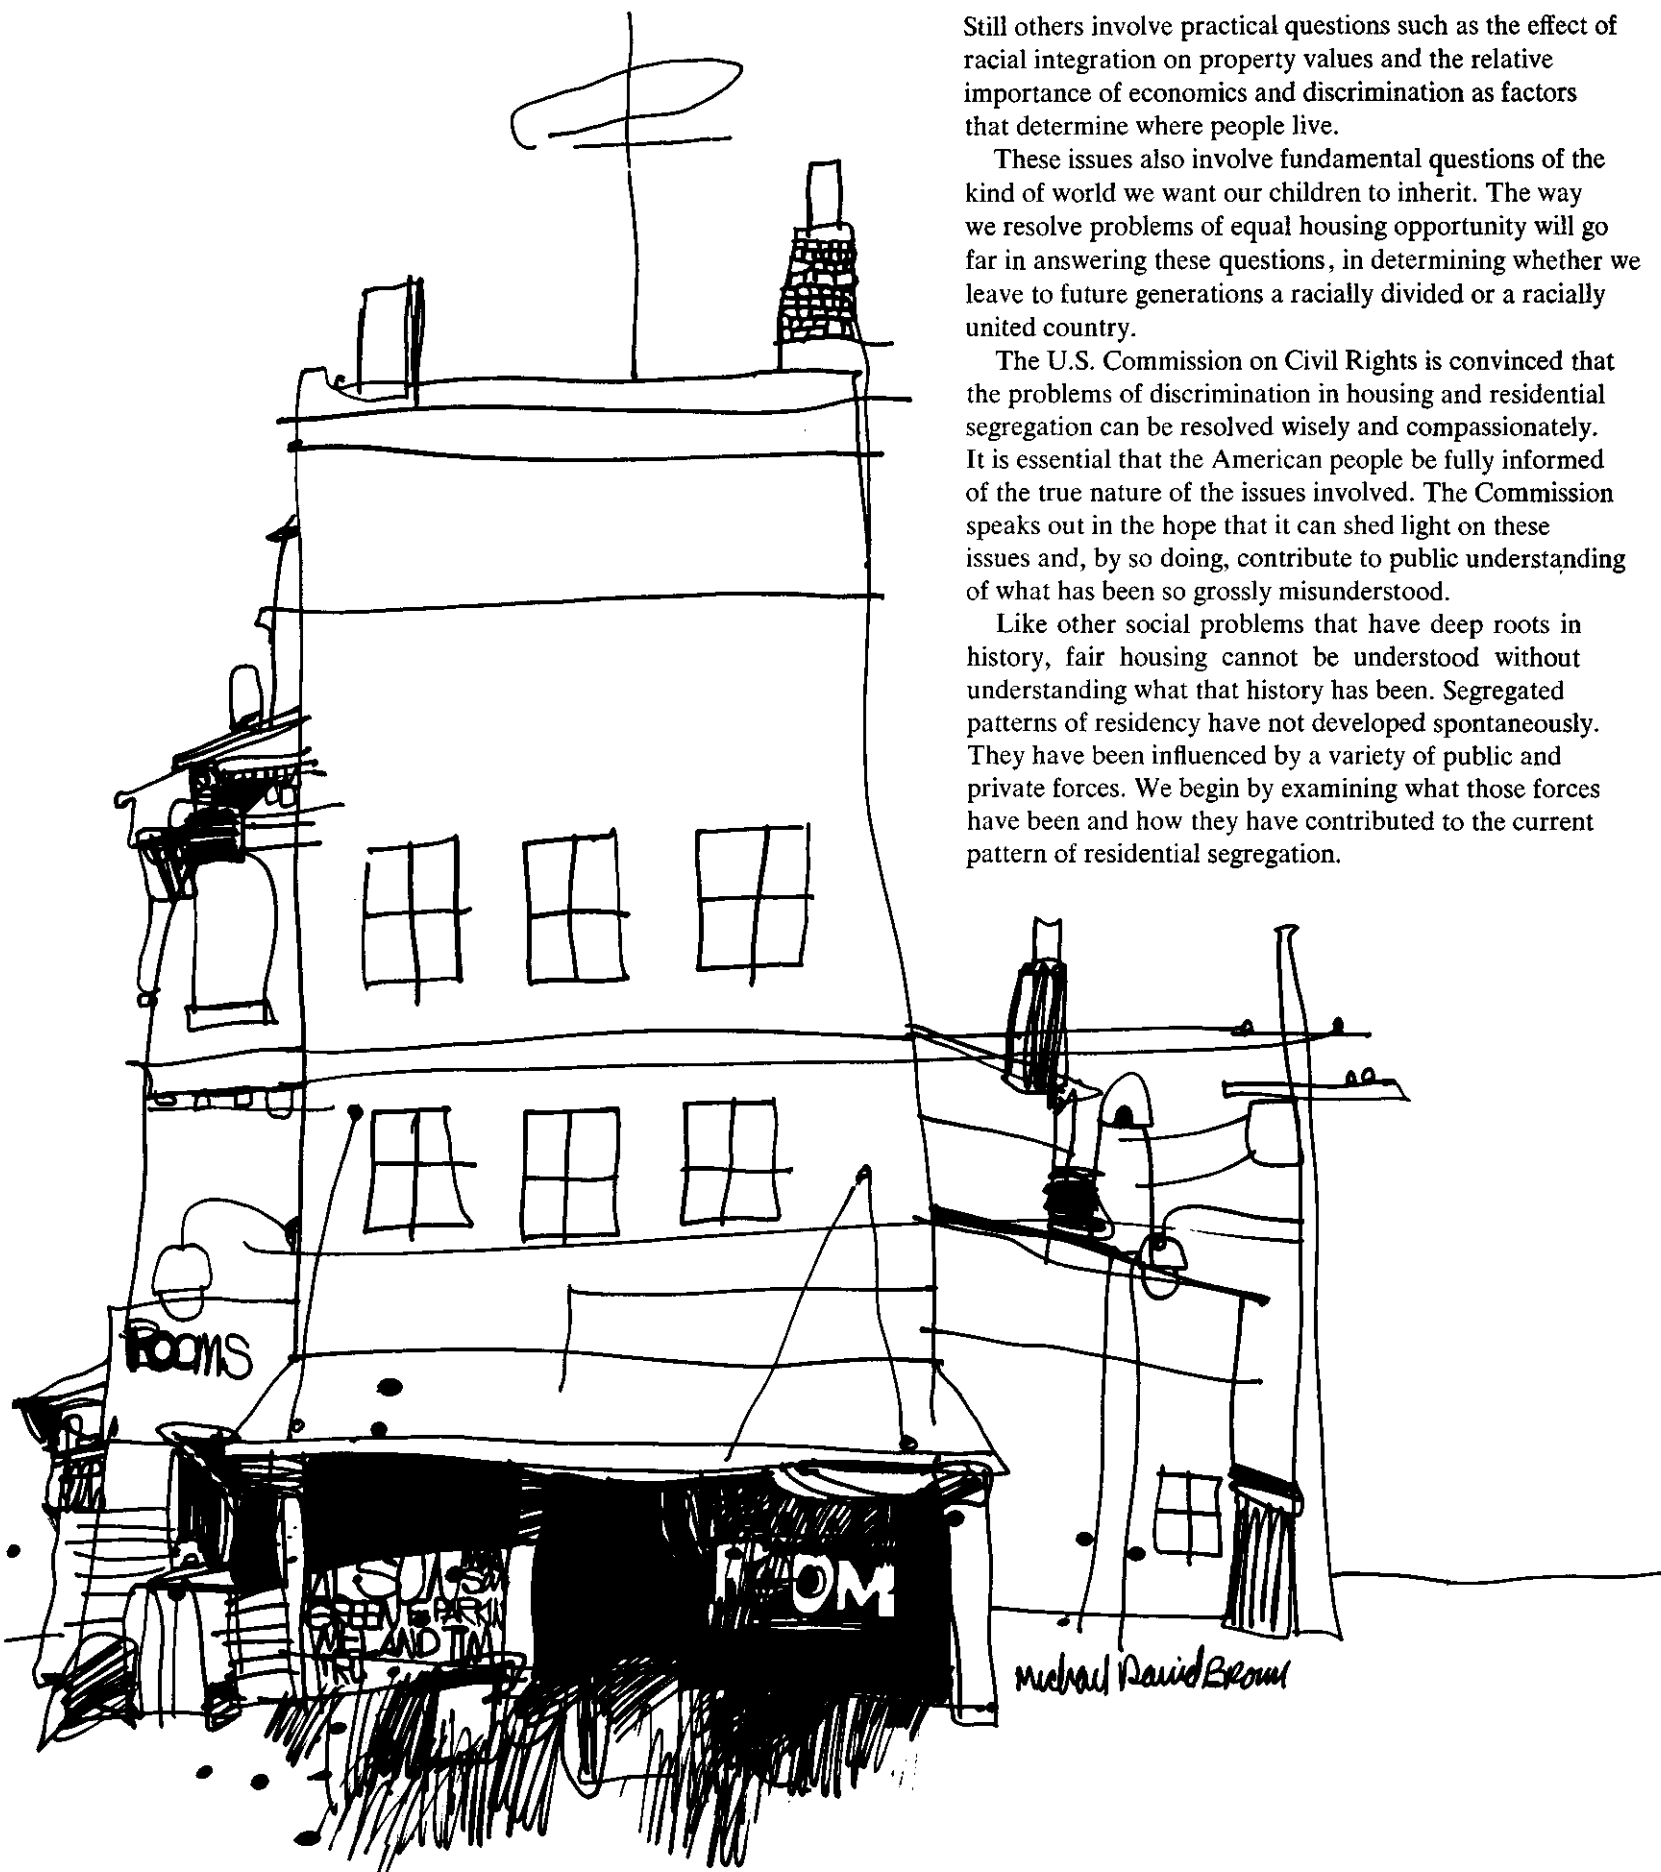 Still others involve practical questions such as the effect of
racial integration on property values and the relative
importance of economics and discrimination as factors
that determine where people live.
These issues also involve fundamental questions of the
kind of world we want our children to inherit. The way
we resolve problems of equal housing opportunity will go
far in answering these questions, in determining whether we
leave to future generations a racially divided or a racially
united country.
The U.S. Commission on Civil Rights is convinced that
the problems of discrimination in housing and residential
segregation can be resolved wisely and compassionately.
It is essential that the American people be fully informed
of the true nature of the issues involved. The Commission
speaks out in the hope that it can shed light on these
issues and, by so doing, contribute to public understanding
of what has been so grossly misunderstood.
Like other social problems that have deep roots in
history, fair housing cannot be understood without
understanding what that history has been. Segregated
patterns of residency have not developed spontaneously.
They have been influenced by a variety of public and
private forces. We begin by examining what those forces
have been and how they have contributed to the current
pattern of residential segregation.
ROOMS
Michael David Brown